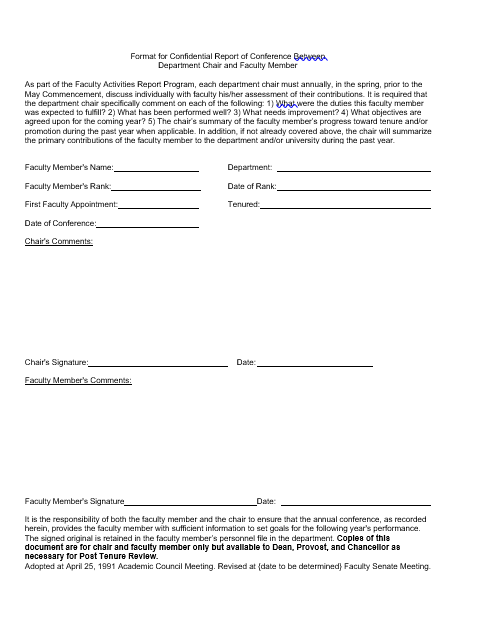 Format for Confidential Report of Conference Between
Department Chair and Faculty Member
As part of the Faculty Activities Report Program, each department chair must annually, in the spring, prior to the
May Commencement, discuss individually with faculty his/her assessment of their contributions. It is required that
the department chair specifically comment on each of the following: 1) What were the duties this faculty member
was expected to fulfill? 2) What has been performed well? 3) What needs improvement? 4) What objectives are
agreed upon for the coming year? 5) The chair's summary of the faculty member's progress toward tenure and/or
promotion during the past year when applicable. In addition, if not already covered above, the chair will summarize
the primary contributions of the faculty member to the department and/or university during the past year.
Faculty Member's Name: Department:
Faculty Member's Rank: Date of Rank:
First Faculty Appointment: Tenured:
Date of Conference:
Chair's Comments:
Chair's Signature: Date:
Faculty Member's Comments:
Faculty Member's Signature Date:
It is the responsibility of both the faculty member and the chair to ensure that the annual conference, as recorded
herein, provides the faculty member with sufficient information to set goals for the following year's performance.
The signed original is retained in the faculty member's personnel file in the department. Copies of this
document are for chair and faculty member only but available to Dean, Provost, and Chancellor as
necessary for Post Tenure Review.
Adopted at April 25, 1991 Academic Council Meeting. Revised at {date to be determined} Faculty Senate Meeting.